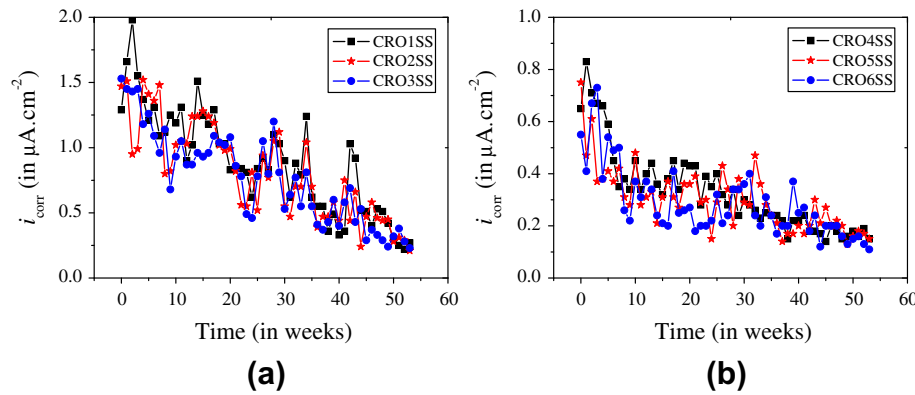 2.0
1.5
1.0
0.5
0.0
i_corr (in μA.cm⁻²)
CRO1SS
CRO2SS
CRO3SS
0 10 20 30 40 50 60
Time (in weeks)
(a)
1.0
0.8
0.6
0.4
0.2
0.0
i_corr (in μA.cm⁻²)
CRO4SS
CRO5SS
CRO6SS
0 10 20 30 40 50 60
Time (in weeks)
(b)